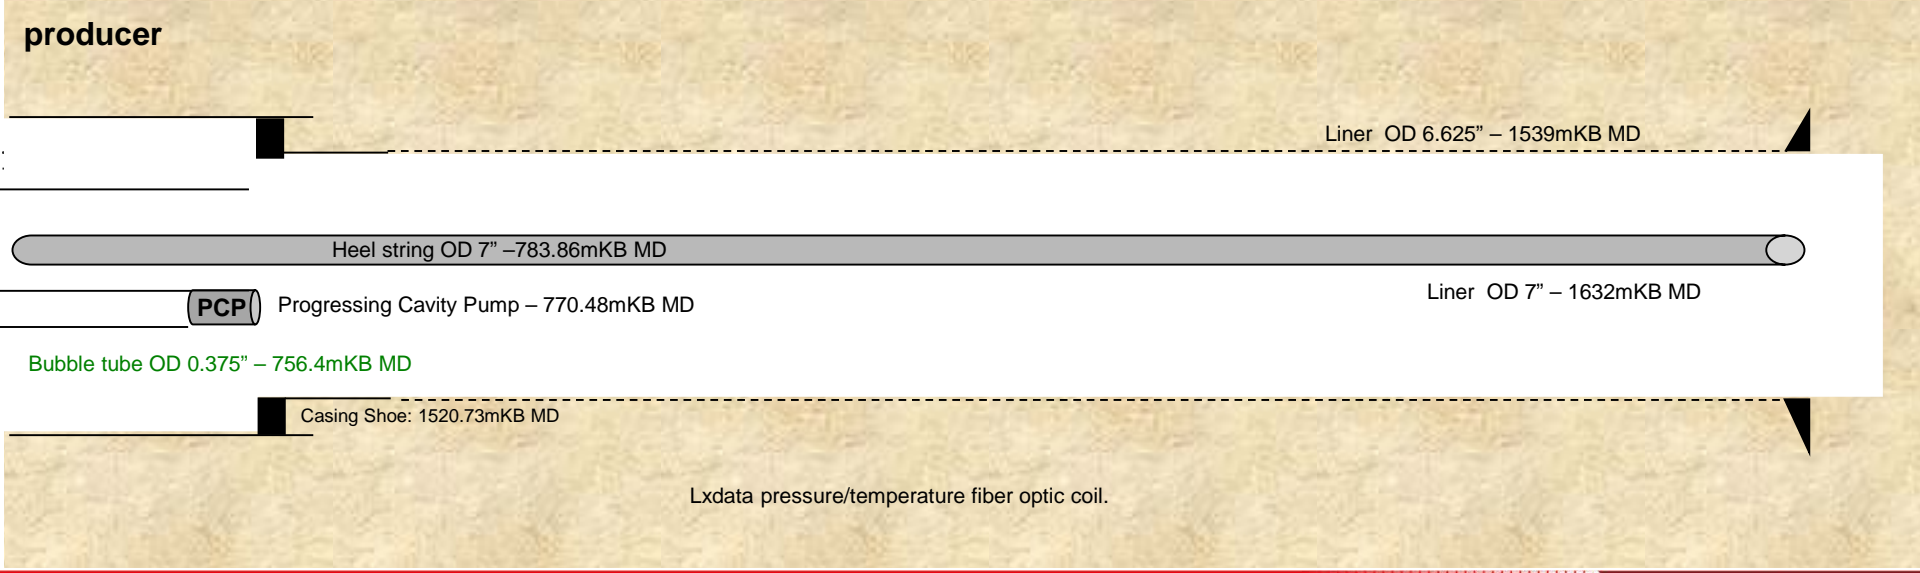 producer
Liner  OD 6.625” – 1539mKB MD
Heel string OD 7” –783.86mKB MD
Liner  OD 7” – 1632mKB MD
PCP
Progressing Cavity Pump – 770.48mKB MD
Bubble tube OD 0.375” – 756.4mKB MD
Casing Shoe: 1520.73mKB MD
Lxdata pressure/temperature fiber optic coil.